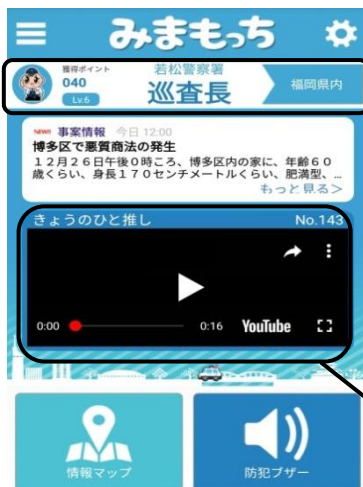 みまもっち
獲得ポイント
040
Lv.6
若松警察署
巡査長
福岡県内
NEW!! 事案情報 今日 12:00
博多区で悪質商法の発生
12月26日午後0時ころ、博多区内の家に、年齢60
歳くらい、身長170センチメートルくらい、肥満型、...
もっと見る>
きょうのひと推し No.143
0:00 0:16 YouTube
情報マップ
防犯ブザー